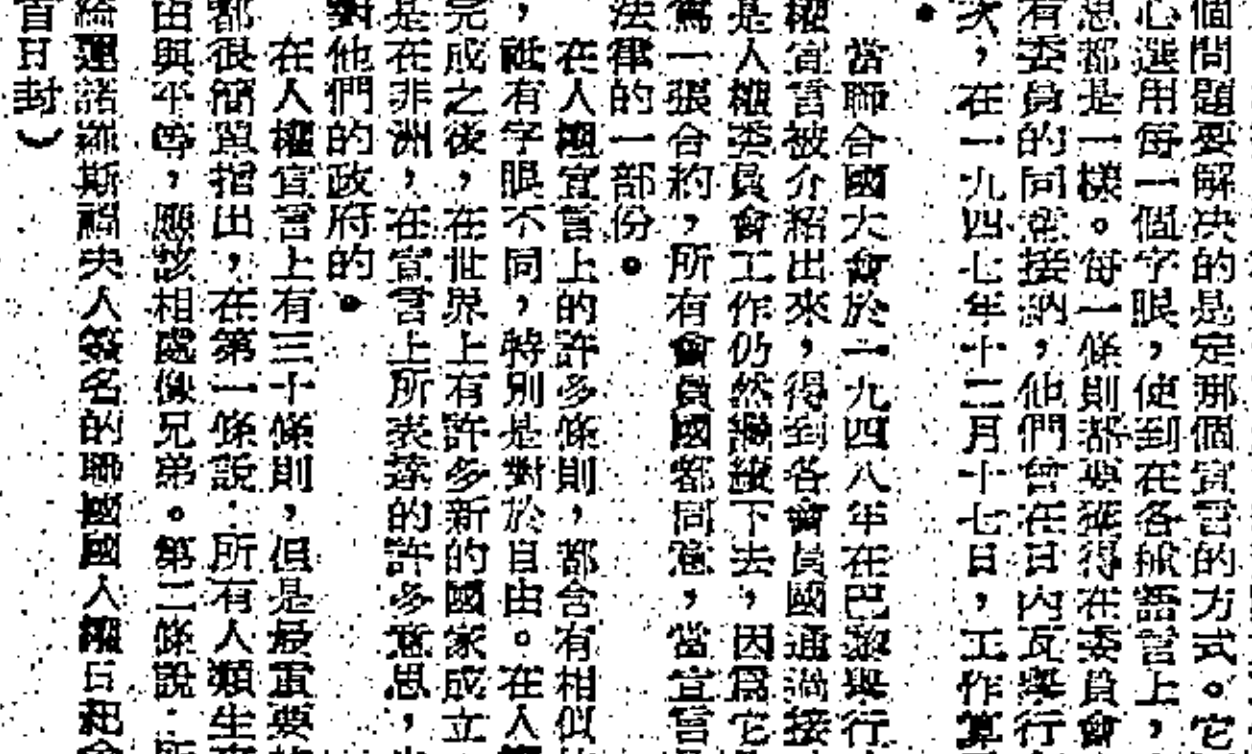 個問題要解决的是定那個宣言的方式。它
心選用每一個字眼，使到在各種語言上，
思都是一樣。每一條則都要獲得在委員會
有委員的同意接納，他們曾在日內瓦舉行
次，在一九四七年十二月十七日，工作算
。
當聯合國大會於一九四八年在巴黎舉行
權宣言被介紹出來，得到各會員國通過接
是人權委員會工作仍然繼續下去，因爲它
爲一張合約，所有會員國都同意，當宣言
法律的一部份。
在人權宣言上的許多條則，都含有相似
，祗有字眼不同，特別是對於自由。在人
完成之後，在世界上有許多新的國家成立
是在非洲，在宣言上所表達的許多意思，
對他們的政府的。
在人權宣言上有三十條則，但是最重要
都很簡單指出，在第一條說：所有人類生
由與平等，應該相處像兄弟。第二條說：所
綺運諾羅斯福夫人簽名的聯國國人權日紀念
首日封）